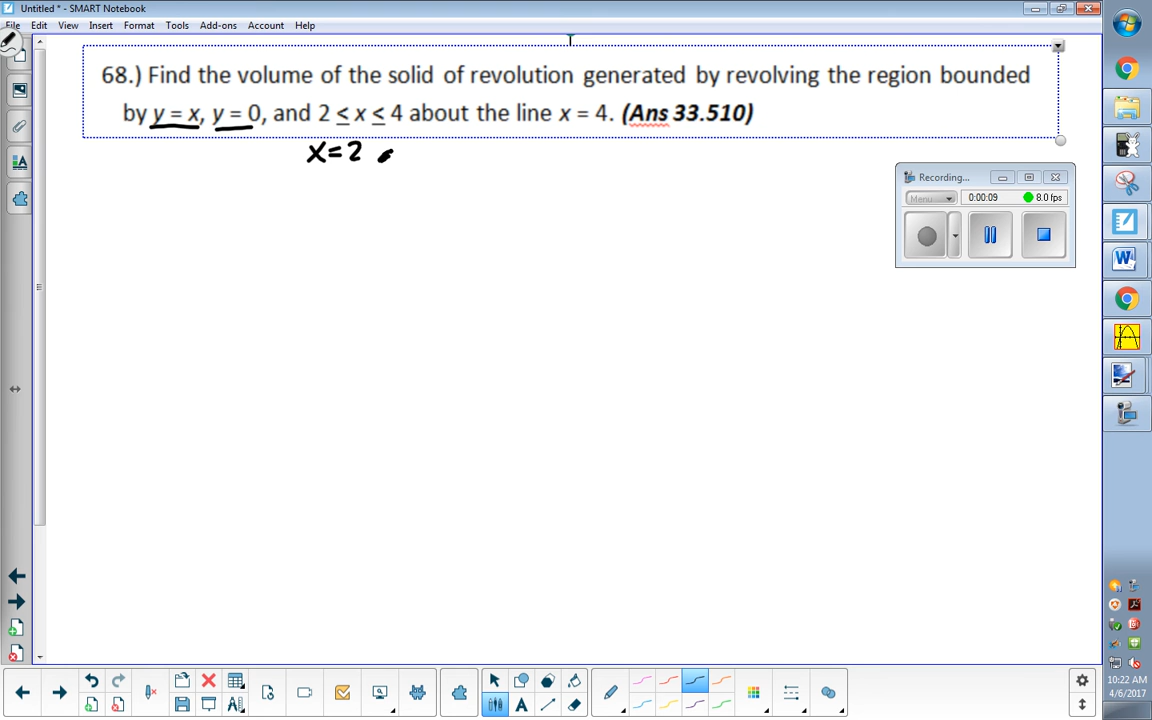 Untitled * - SMART Notebook
File Edit View Insert Format Tools Add-ons Account Help
68.) Find the volume of the solid of revolution generated by revolving the region bounded
by y = x, y = 0, and 2 ≤ x ≤ 4 about the line x = 4. (Ans 33.510)
x=2
Recording...
Menu 0:00:09 8.0 fps
10:22 AM
4/6/2017